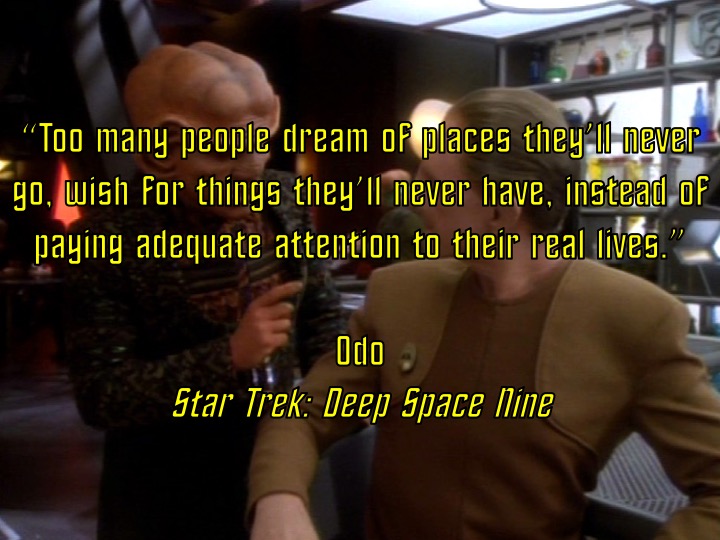 “Too many people dream of places they’ll never
go, wish for things they’ll never have, instead of
paying adequate attention to their real lives.”
Odo
Star Trek: Deep Space Nine